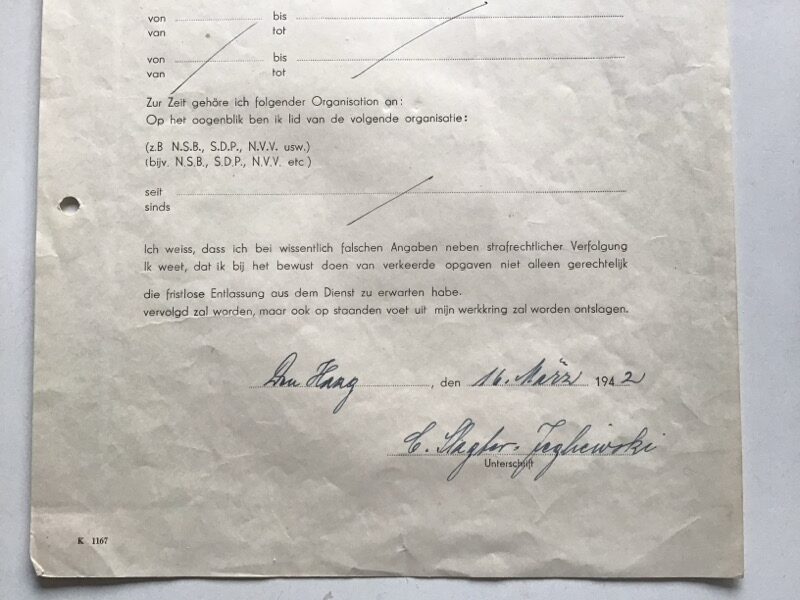 von bis
van tot
von bis
van tot
Zur Zeit gehöre ich folgender Organisation an:
Op het oogenblik ben ik lid van de volgende organisatie:
(z.B N.S.B., S.D.P., N.V.V. usw.)
(bijv. N.S.B., S.D.P., N.V.V. etc)
seit
sinds
Ich weiss, dass ich bei wissentlich falschen Angaben neben strafrechtlicher Verfolgung
Ik weet, dat ik bij het bewust doen van verkeerde opgaven niet alleen gerechtelijk
die fristlose Entlassung aus dem Dienst zu erwarten habe.
vervolgd zal worden, maar ook op staanden voet uit mijn werkkring zal worden ontslagen.
Den Haag, den 16. März 1942
C. Slagter-
Unterschrift
K 1167